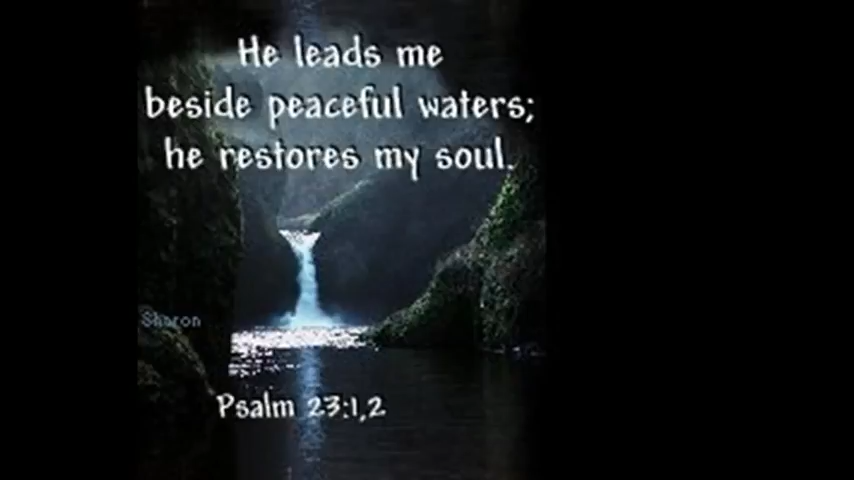 He leads me
beside peaceful waters;
he restores my soul.
Sharon
Psalm 23:1,2